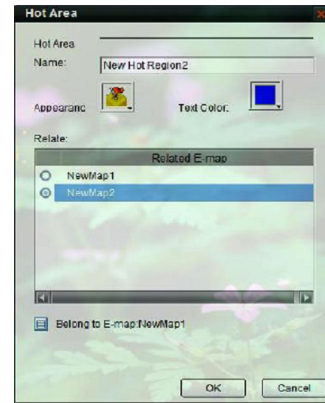 Hot Area
Hot Area
Name: New Hot Region2
Appearanc Text Color:
Relate:
Related E-map
NewMap1
NewMap2
Belong to E-map:NewMap1
OK Cancel